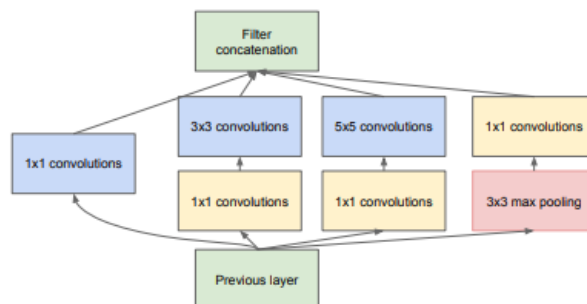 Filter
concatenation
3x3 convolutions
5x5 convolutions
1x1 convolutions
1x1 convolutions
1x1 convolutions
1x1 convolutions
3x3 max pooling
Previous layer